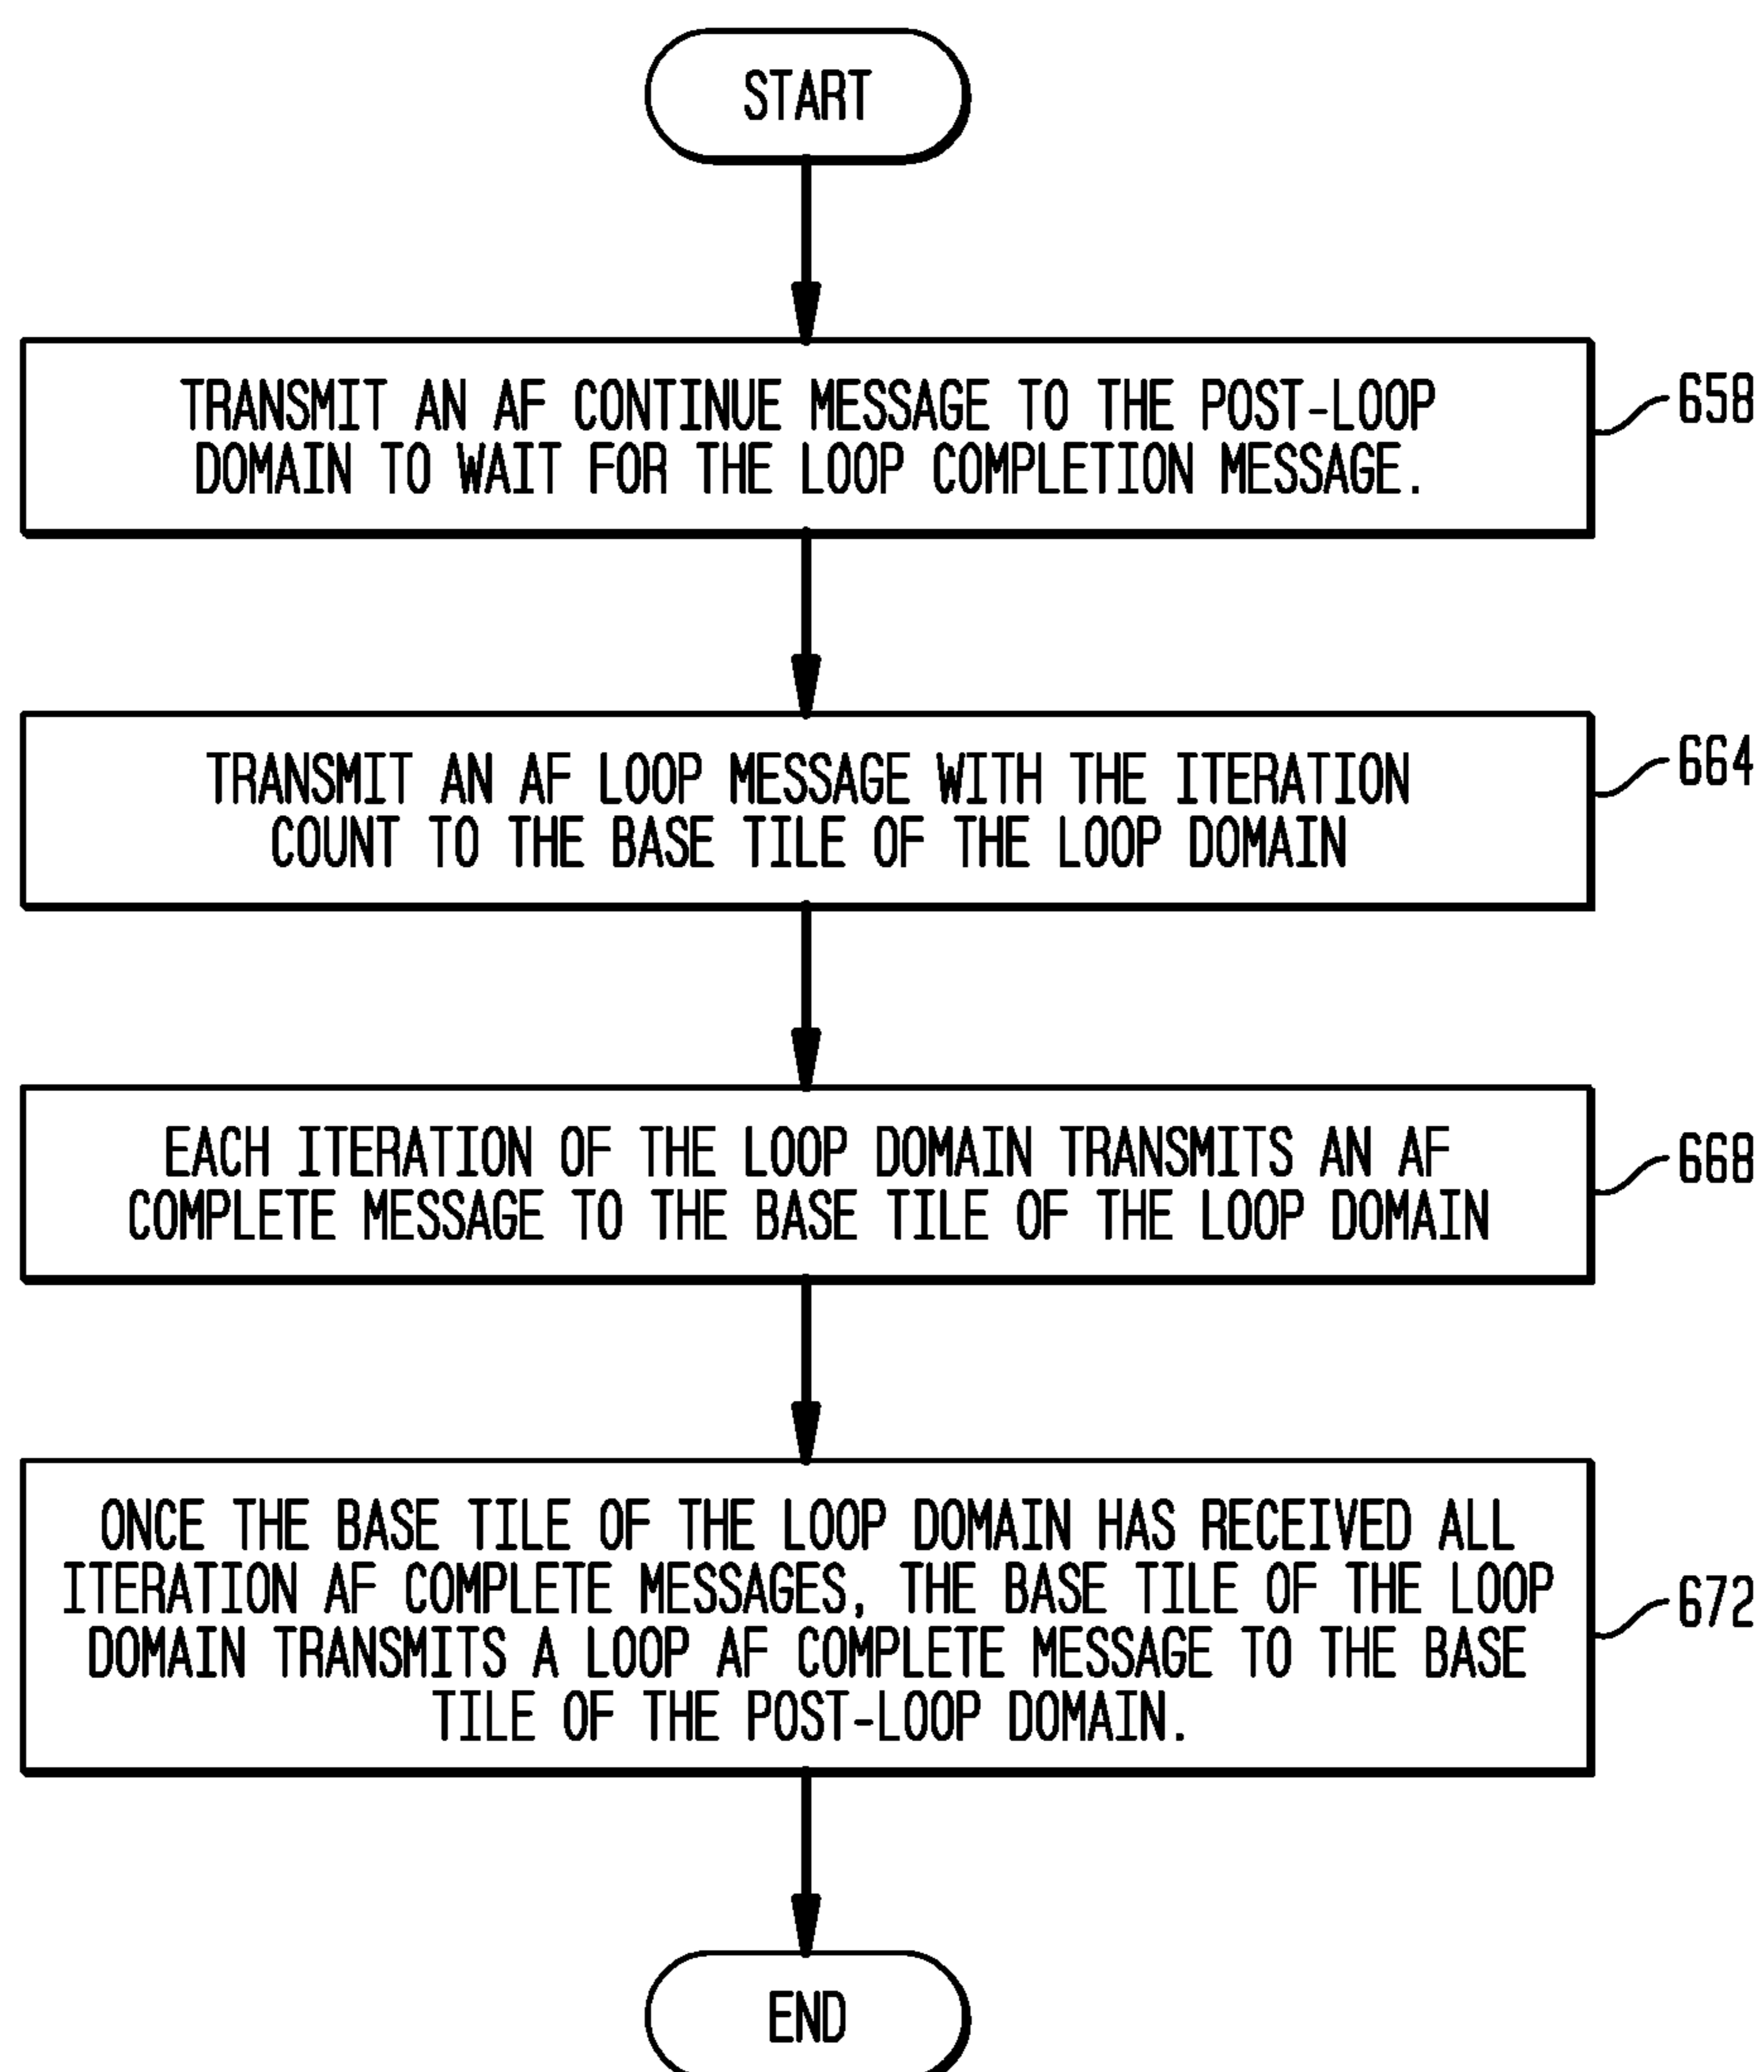 START
TRANSMIT AN AF CONTINUE MESSAGE TO THE POST-LOOP
DOMAIN TO WAIT FOR THE LOOP COMPLETION MESSAGE.
658
TRANSMIT AN AF LOOP MESSAGE WITH THE ITERATION
COUNT TO THE BASE TILE OF THE LOOP DOMAIN
664
EACH ITERATION OF THE LOOP DOMAIN TRANSMITS AN AF
COMPLETE MESSAGE TO THE BASE TILE OF THE LOOP DOMAIN
668
ONCE THE BASE TILE OF THE LOOP DOMAIN HAS RECEIVED ALL
ITERATION AF COMPLETE MESSAGES, THE BASE TILE OF THE LOOP
DOMAIN TRANSMITS A LOOP AF COMPLETE MESSAGE TO THE BASE
TILE OF THE POST-LOOP DOMAIN.
672
END